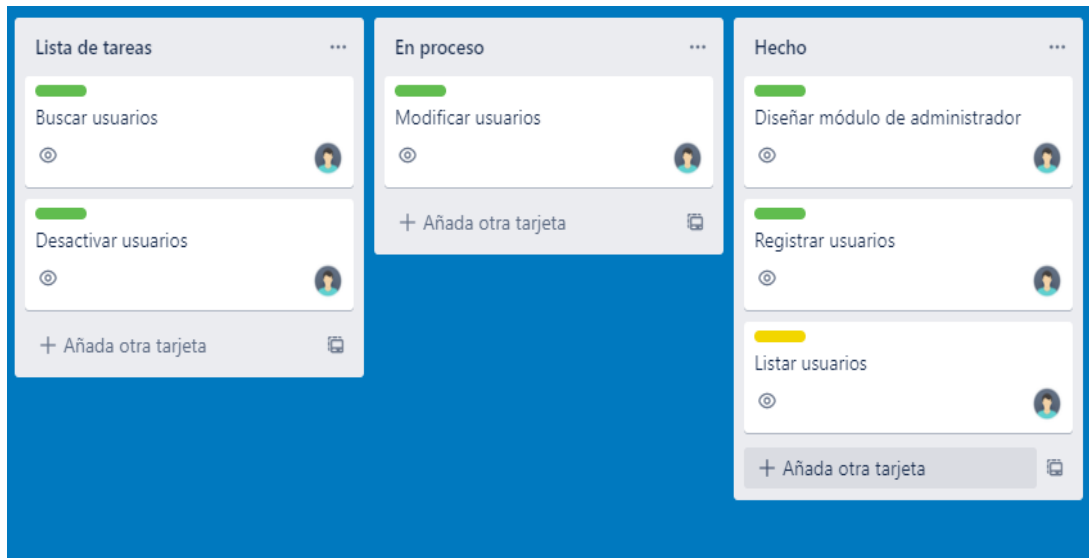 Lista de tareas
Buscar usuarios
Desactivar usuarios
+ Añada otra tarjeta
En proceso
Modificar usuarios
+ Añada otra tarjeta
Hecho
Diseñar módulo de administrador
Registrar usuarios
Listar usuarios
+ Añada otra tarjeta